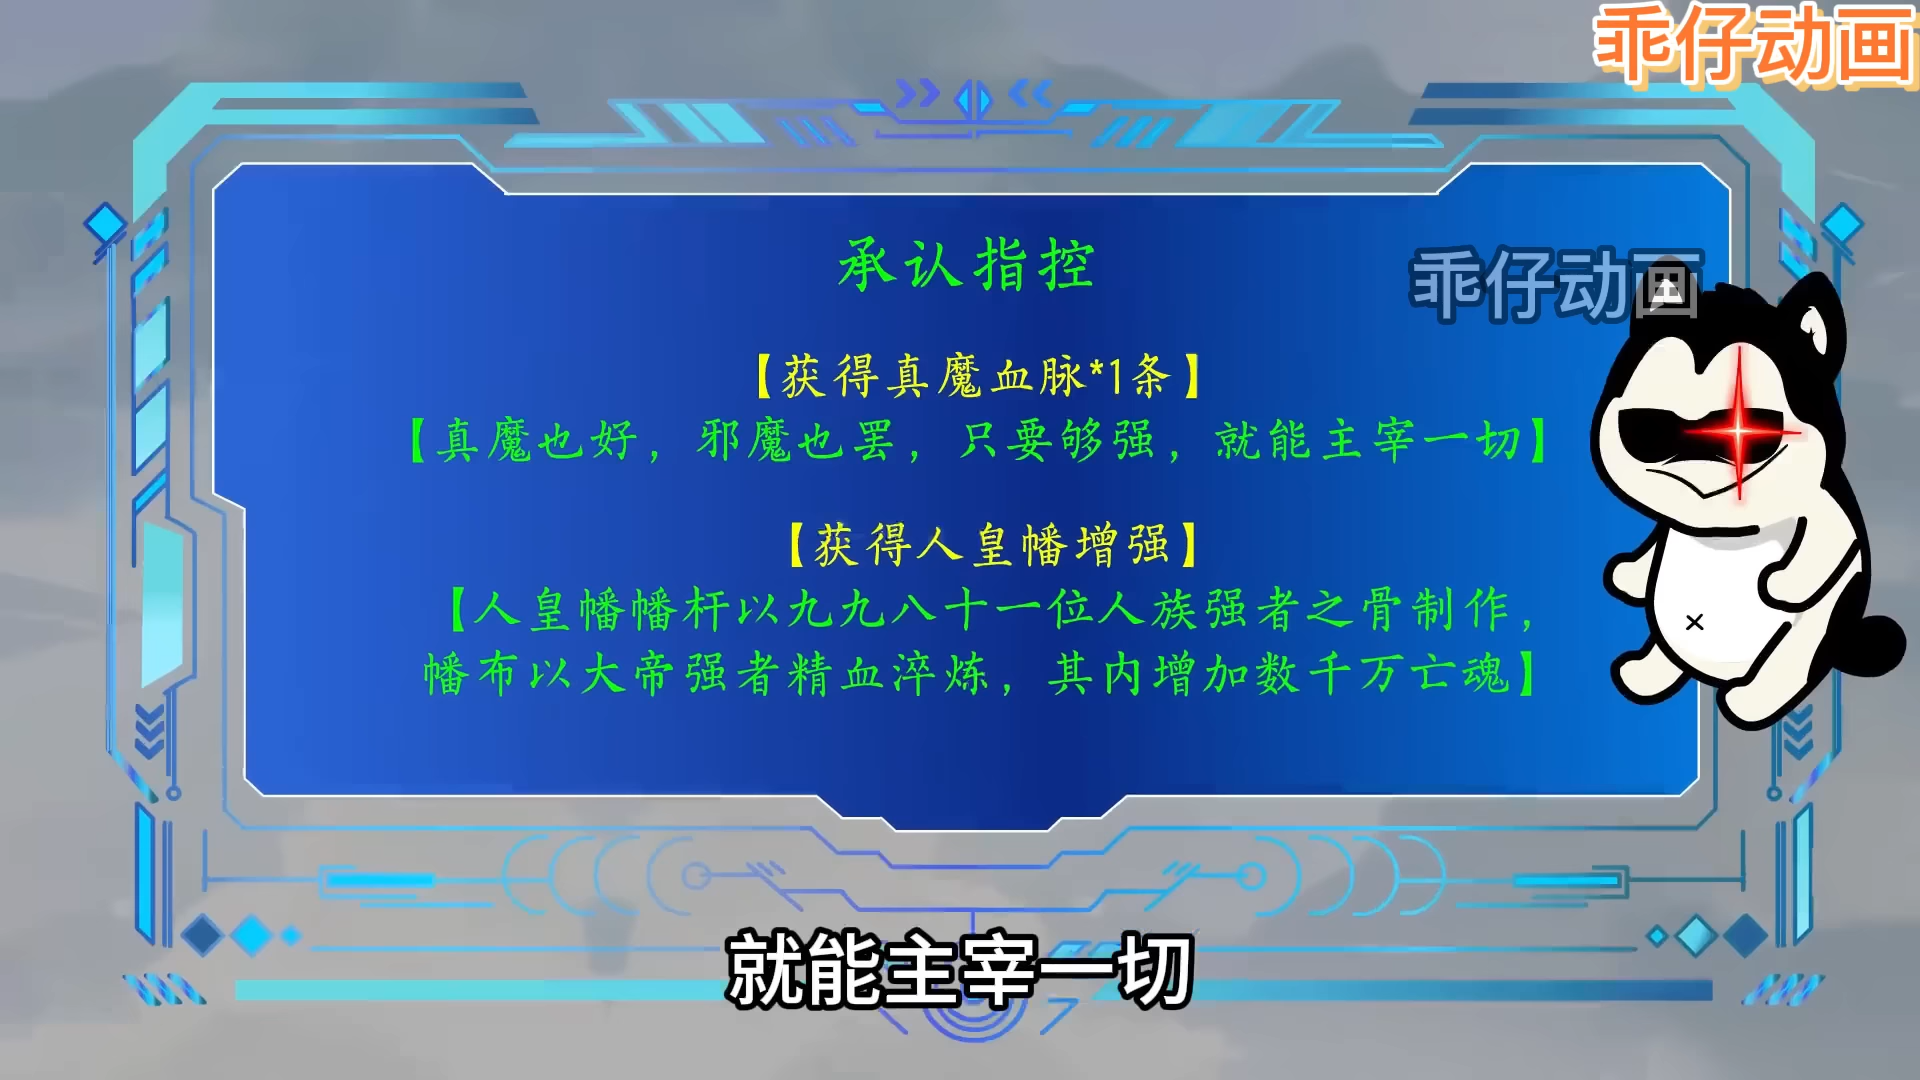 乖仔动画
承认指控
乖仔动画
【获得真魔血脉*1条】
【真魔也好，邪魔也罢，只要够强，就能主宰一切】
【获得人皇幡增强】
【人皇幡幡杆以九九八十一位人族强者之骨制作，
幡布以大帝强者精血淬炼，其内增加数千万亡魂】
就能主宰一切